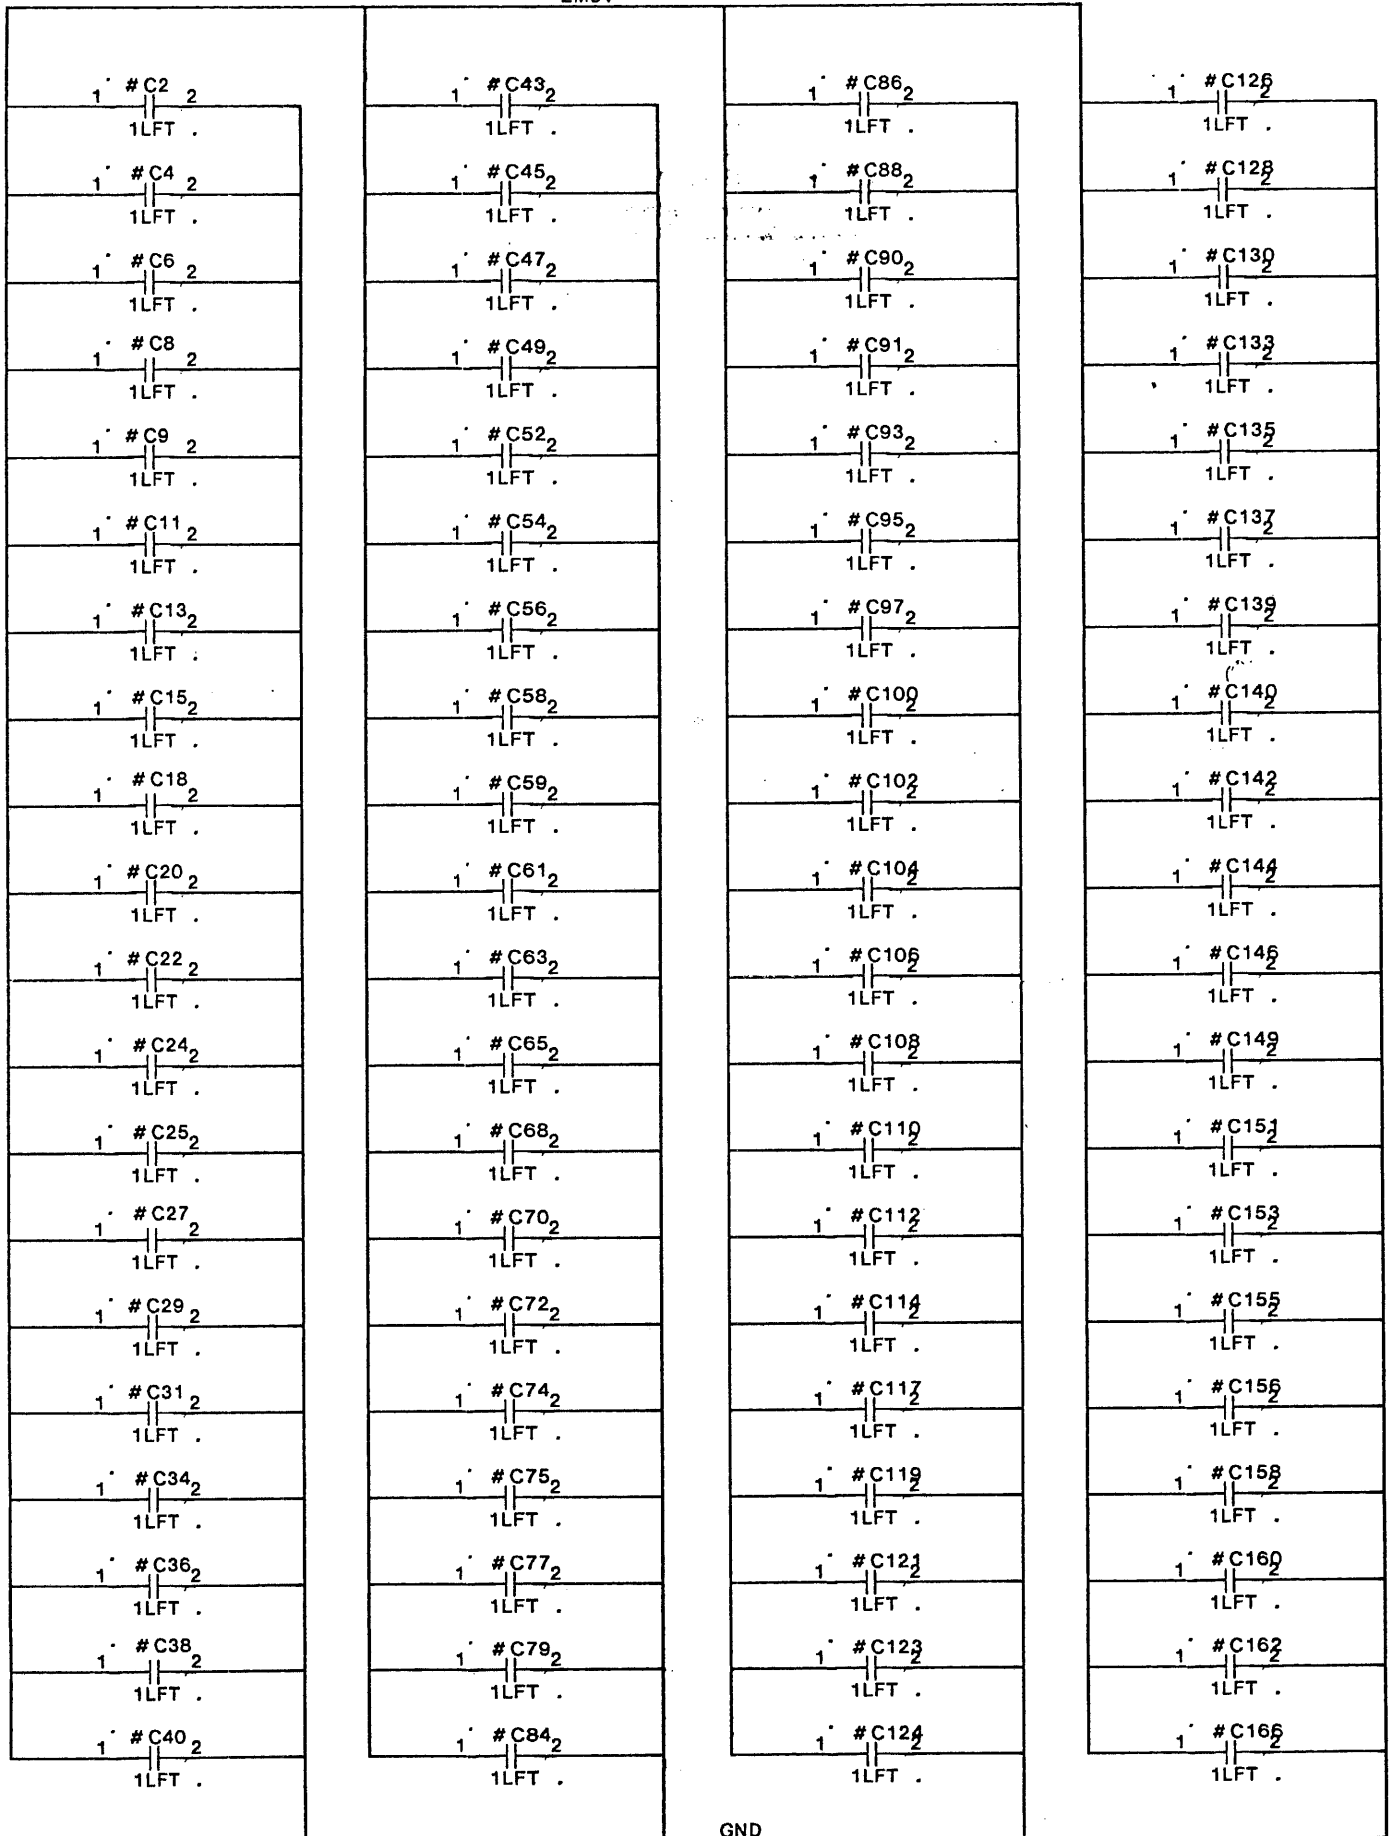 1 #C2 2
1LFT .
1 #C4 2
1LFT .
1 #C6 2
1LFT .
1 #C8 2
1LFT .
1 #C9 2
1LFT .
1 #C11 2
1LFT .
1 #C13 2
1LFT .
1 #C15 2
1LFT .
1 #C18 2
1LFT .
1 #C20 2
1LFT .
1 #C22 2
1LFT .
1 #C24 2
1LFT .
1 #C25 2
1LFT .
1 #C27 2
1LFT .
1 #C29 2
1LFT .
1 #C31 2
1LFT .
1 #C34 2
1LFT .
1 #C36 2
1LFT .
1 #C38 2
1LFT .
1 #C40 2
1LFT .
1 #C43 2
1LFT .
1 #C45 2
1LFT .
1 #C47 2
1LFT .
1 #C49 2
1LFT .
1 #C52 2
1LFT .
1 #C54 2
1LFT .
1 #C56 2
1LFT .
1 #C58 2
1LFT .
1 #C59 2
1LFT .
1 #C61 2
1LFT .
1 #C63 2
1LFT .
1 #C65 2
1LFT .
1 #C68 2
1LFT .
1 #C70 2
1LFT .
1 #C72 2
1LFT .
1 #C74 2
1LFT .
1 #C75 2
1LFT .
1 #C77 2
1LFT .
1 #C79 2
1LFT .
1 #C84 2
1LFT .
1 #C86 2
1LFT .
1 #C88 2
1LFT .
1 #C90 2
1LFT .
1 #C91 2
1LFT .
1 #C93 2
1LFT .
1 #C95 2
1LFT .
1 #C97 2
1LFT .
1 #C100 2
1LFT .
1 #C102 2
1LFT .
1 #C104 2
1LFT .
1 #C106 2
1LFT .
1 #C108 2
1LFT .
1 #C110 2
1LFT .
1 #C112 2
1LFT .
1 #C114 2
1LFT .
1 #C117 2
1LFT .
1 #C119 2
1LFT .
1 #C121 2
1LFT .
1 #C123 2
1LFT .
1 #C124 2
1LFT .
1 #C126 2
1LFT .
1 #C128 2
1LFT .
1 #C130 2
1LFT .
1 #C133 2
1LFT .
1 #C135 2
1LFT .
1 #C137 2
1LFT .
1 #C139 2
1LFT .
1 #C140 2
1LFT .
1 #C142 2
1LFT .
1 #C144 2
1LFT .
1 #C146 2
1LFT .
1 #C149 2
1LFT .
1 #C151 2
1LFT .
1 #C153 2
1LFT .
1 #C155 2
1LFT .
1 #C156 2
1LFT .
1 #C158 2
1LFT .
1 #C160 2
1LFT .
1 #C162 2
1LFT .
1 #C166 2
1LFT .
GND